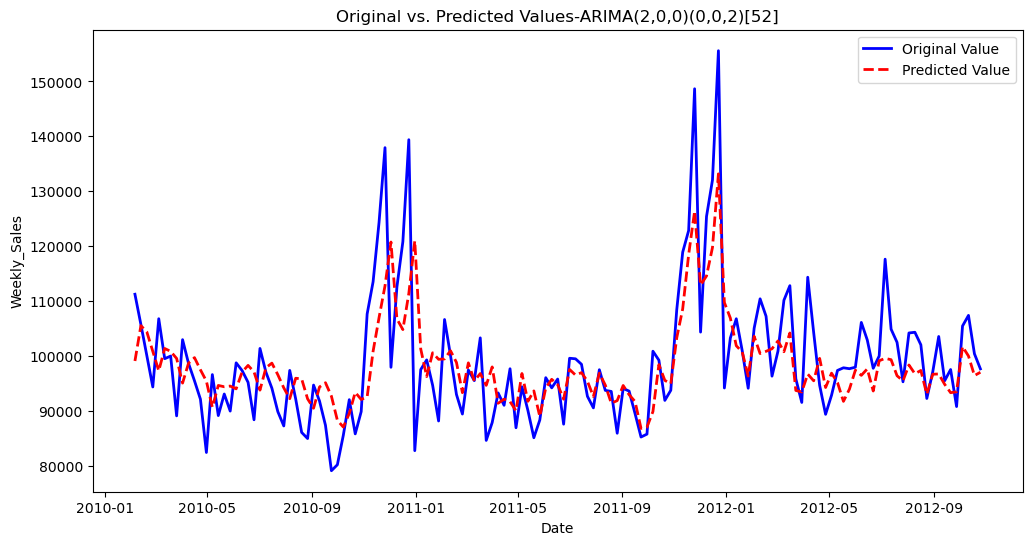 Original vs. Predicted Values-ARIMA(2,0,0)(0,0,2)[52]
Original Value
Predicted Value
Weekly_Sales
150000
140000
130000
120000
110000
100000
90000
80000
2010-01 2010-05 2010-09 2011-01 2011-05 2011-09 2012-01 2012-05 2012-09
Date